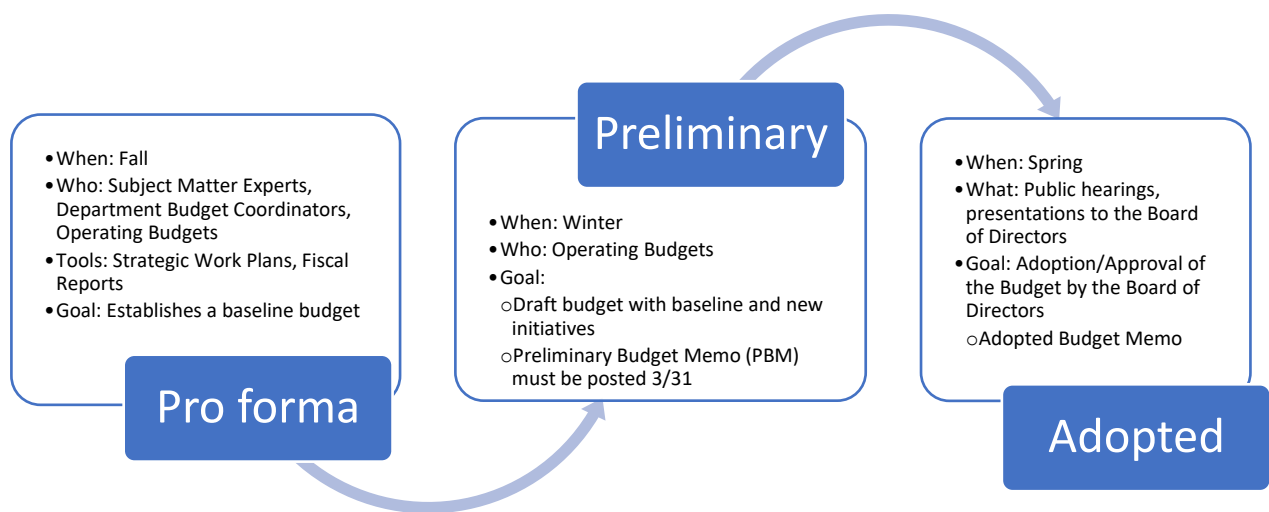 •When: Fall
•Who: Subject Matter Experts,
Department Budget Coordinators,
Operating Budgets
•Tools: Strategic Work Plans, Fiscal
Reports
•Goal: Establishes a baseline budget
Pro forma
Preliminary
•When: Winter
•Who: Operating Budgets
•Goal:
oDraft budget with baseline and new
initiatives
oPreliminary Budget Memo (PBM)
must be posted 3/31
•When: Spring
•What: Public hearings,
presentations to the Board
of Directors
•Goal: Adoption/Approval of
the Budget by the Board of
Directors
oAdopted Budget Memo
Adopted